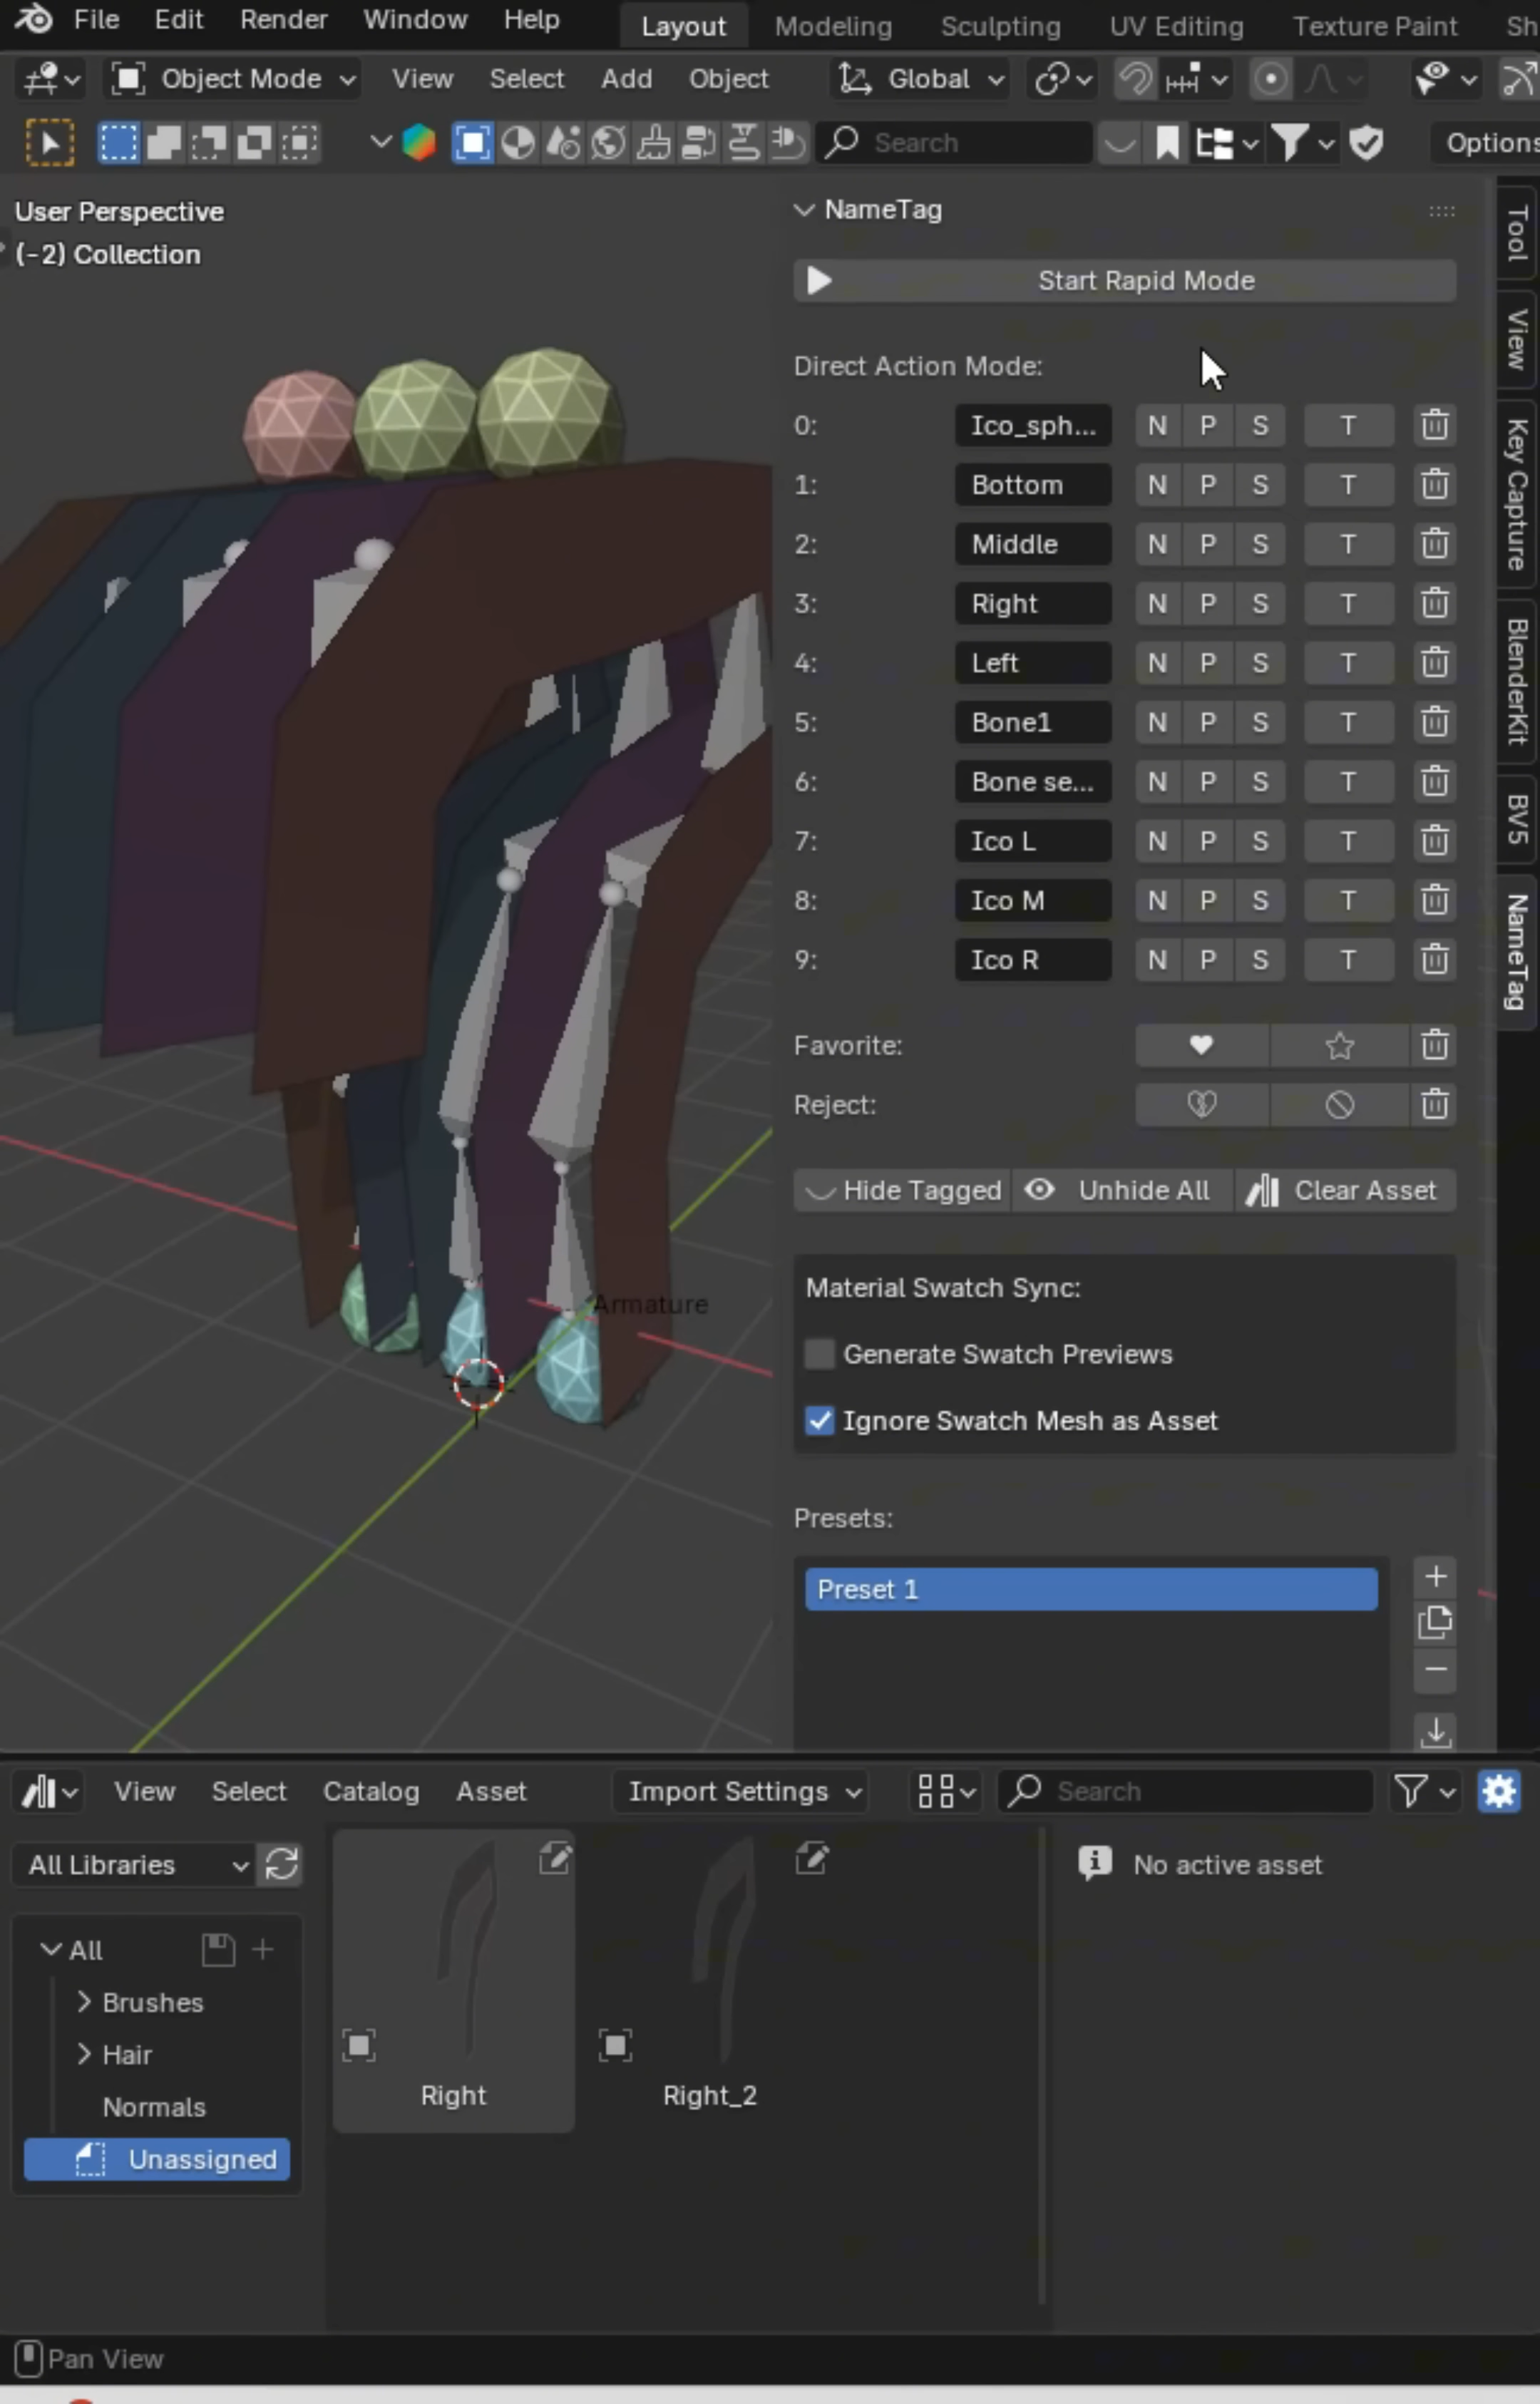 File Edit Render Window Help Layout Modeling Sculpting UV Editing Texture Paint Sh
Object Mode View Select Add Object Global
Search Options
User Perspective
(-2) Collection
NameTag
Start Rapid Mode
Direct Action Mode:
0: Ico_sph... N P S T
1: Bottom N P S T
2: Middle N P S T
3: Right N P S T
4: Left N P S T
5: Bone1 N P S T
6: Bone se... N P S T
7: Ico L N P S T
8: Ico M N P S T
9: Ico R N P S T
Favorite:
Reject:
Hide Tagged Unhide All Clear Asset
Material Swatch Sync:
Generate Swatch Previews
Ignore Swatch Mesh as Asset
Presets:
Preset 1
Tool
View
Key Capture
BlenderKit
BV5
NameTag
Armature
View Select Catalog Asset Import Settings Search
All Libraries
All
Brushes
Hair
Normals
Unassigned
Right
Right_2
No active asset
Pan View